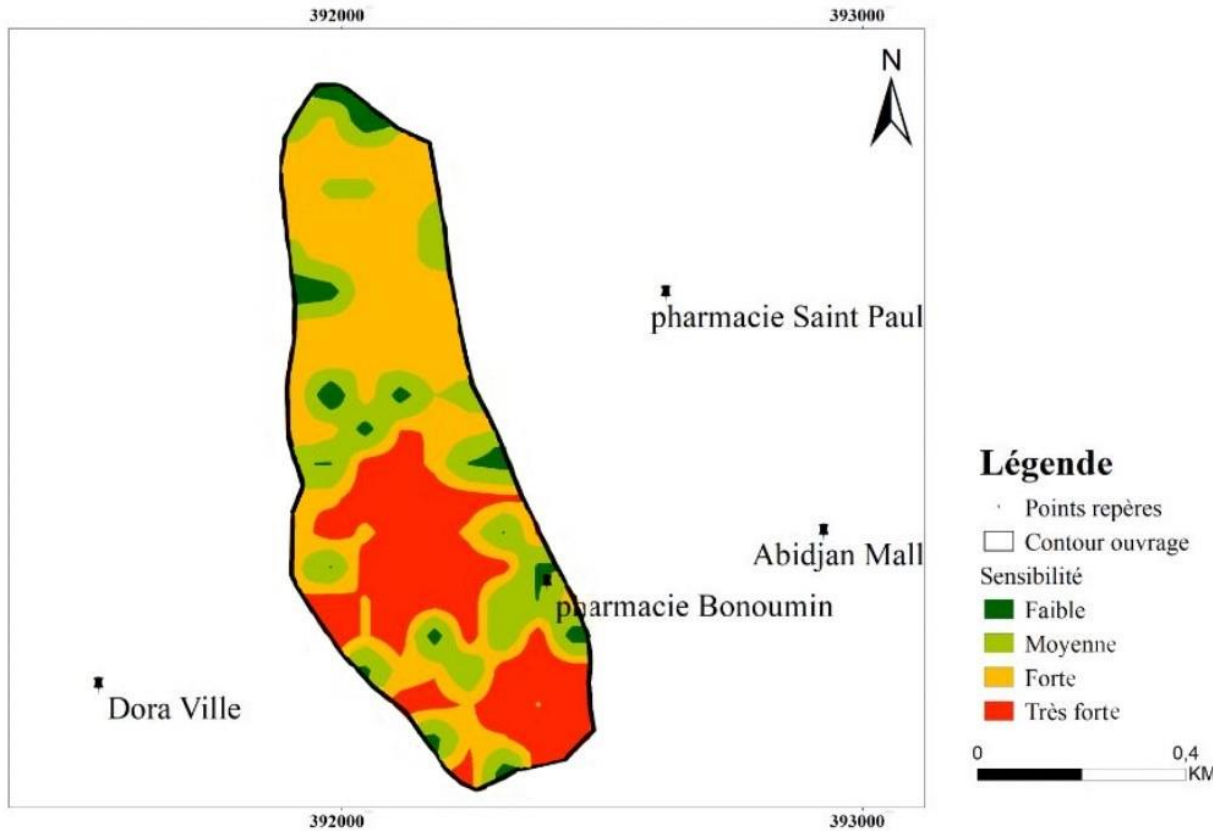 392000
393000
N
pharmacie Saint Paul
Abidjan Mall
pharmacie Bonoumin
Dora Ville
Légende
Points repères
Contour ouvrage
Sensibilité
Faible
Moyenne
Forte
Très forte
0
0,4
KM
392000
393000